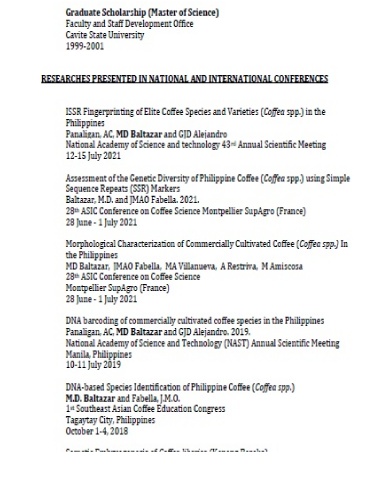 Graduate Scholarship (Master of Science)
Faculty and Staff Development Office
Cavite State University
1999-2001
RESEARCHES PRESENTED IN NATIONAL AND INTERNATIONAL CONFERENCES
ISSR Fingerprinting of Elite Coffee Species and Varieties (Coffea spp.) in the
Philippines
Panaligan, AC, MD Baltazar and GJD Alejandro
National Academy of Science and technology 43rd Annual Scientific Meeting
12-15 July 2021
Assessment of the Genetic Diversity of Philippine Coffee (Coffea spp.) using Simple
Sequence Repeats (SSR) Markers
Baltazar, M.D. and JMAO Fabella. 2021.
28th ASIC Conference on Coffee Science Montpellier SupAgro (France)
28 June - 1 July 2021
Morphological Characterization of Commercially Cultivated Coffee (Coffea spp.) In
the Philippines
MD Baltazar, JMAO Fabella, MA Villanueva, A Restriva, M Amiscosa
28th ASIC Conference on Coffee Science
Montpellier SupAgro (France)
28 June - 1 July 2021
DNA barcoding of commercially cultivated coffee species in the Philippines
Panaligan, AC, MD Baltazar and GJD Alejandro. 2019.
National Academy of Science and Technology (NAST) Annual Scientific Meeting
Manila, Philippines
10-11 July 2019
DNA-based Species Identification of Philippine Coffee (Coffea spp.)
M.D. Baltazar and Fabella, J.M.O.
1st Southeast Asian Coffee Education Congress
Tagaytay City, Philippines
October 1-4, 2018